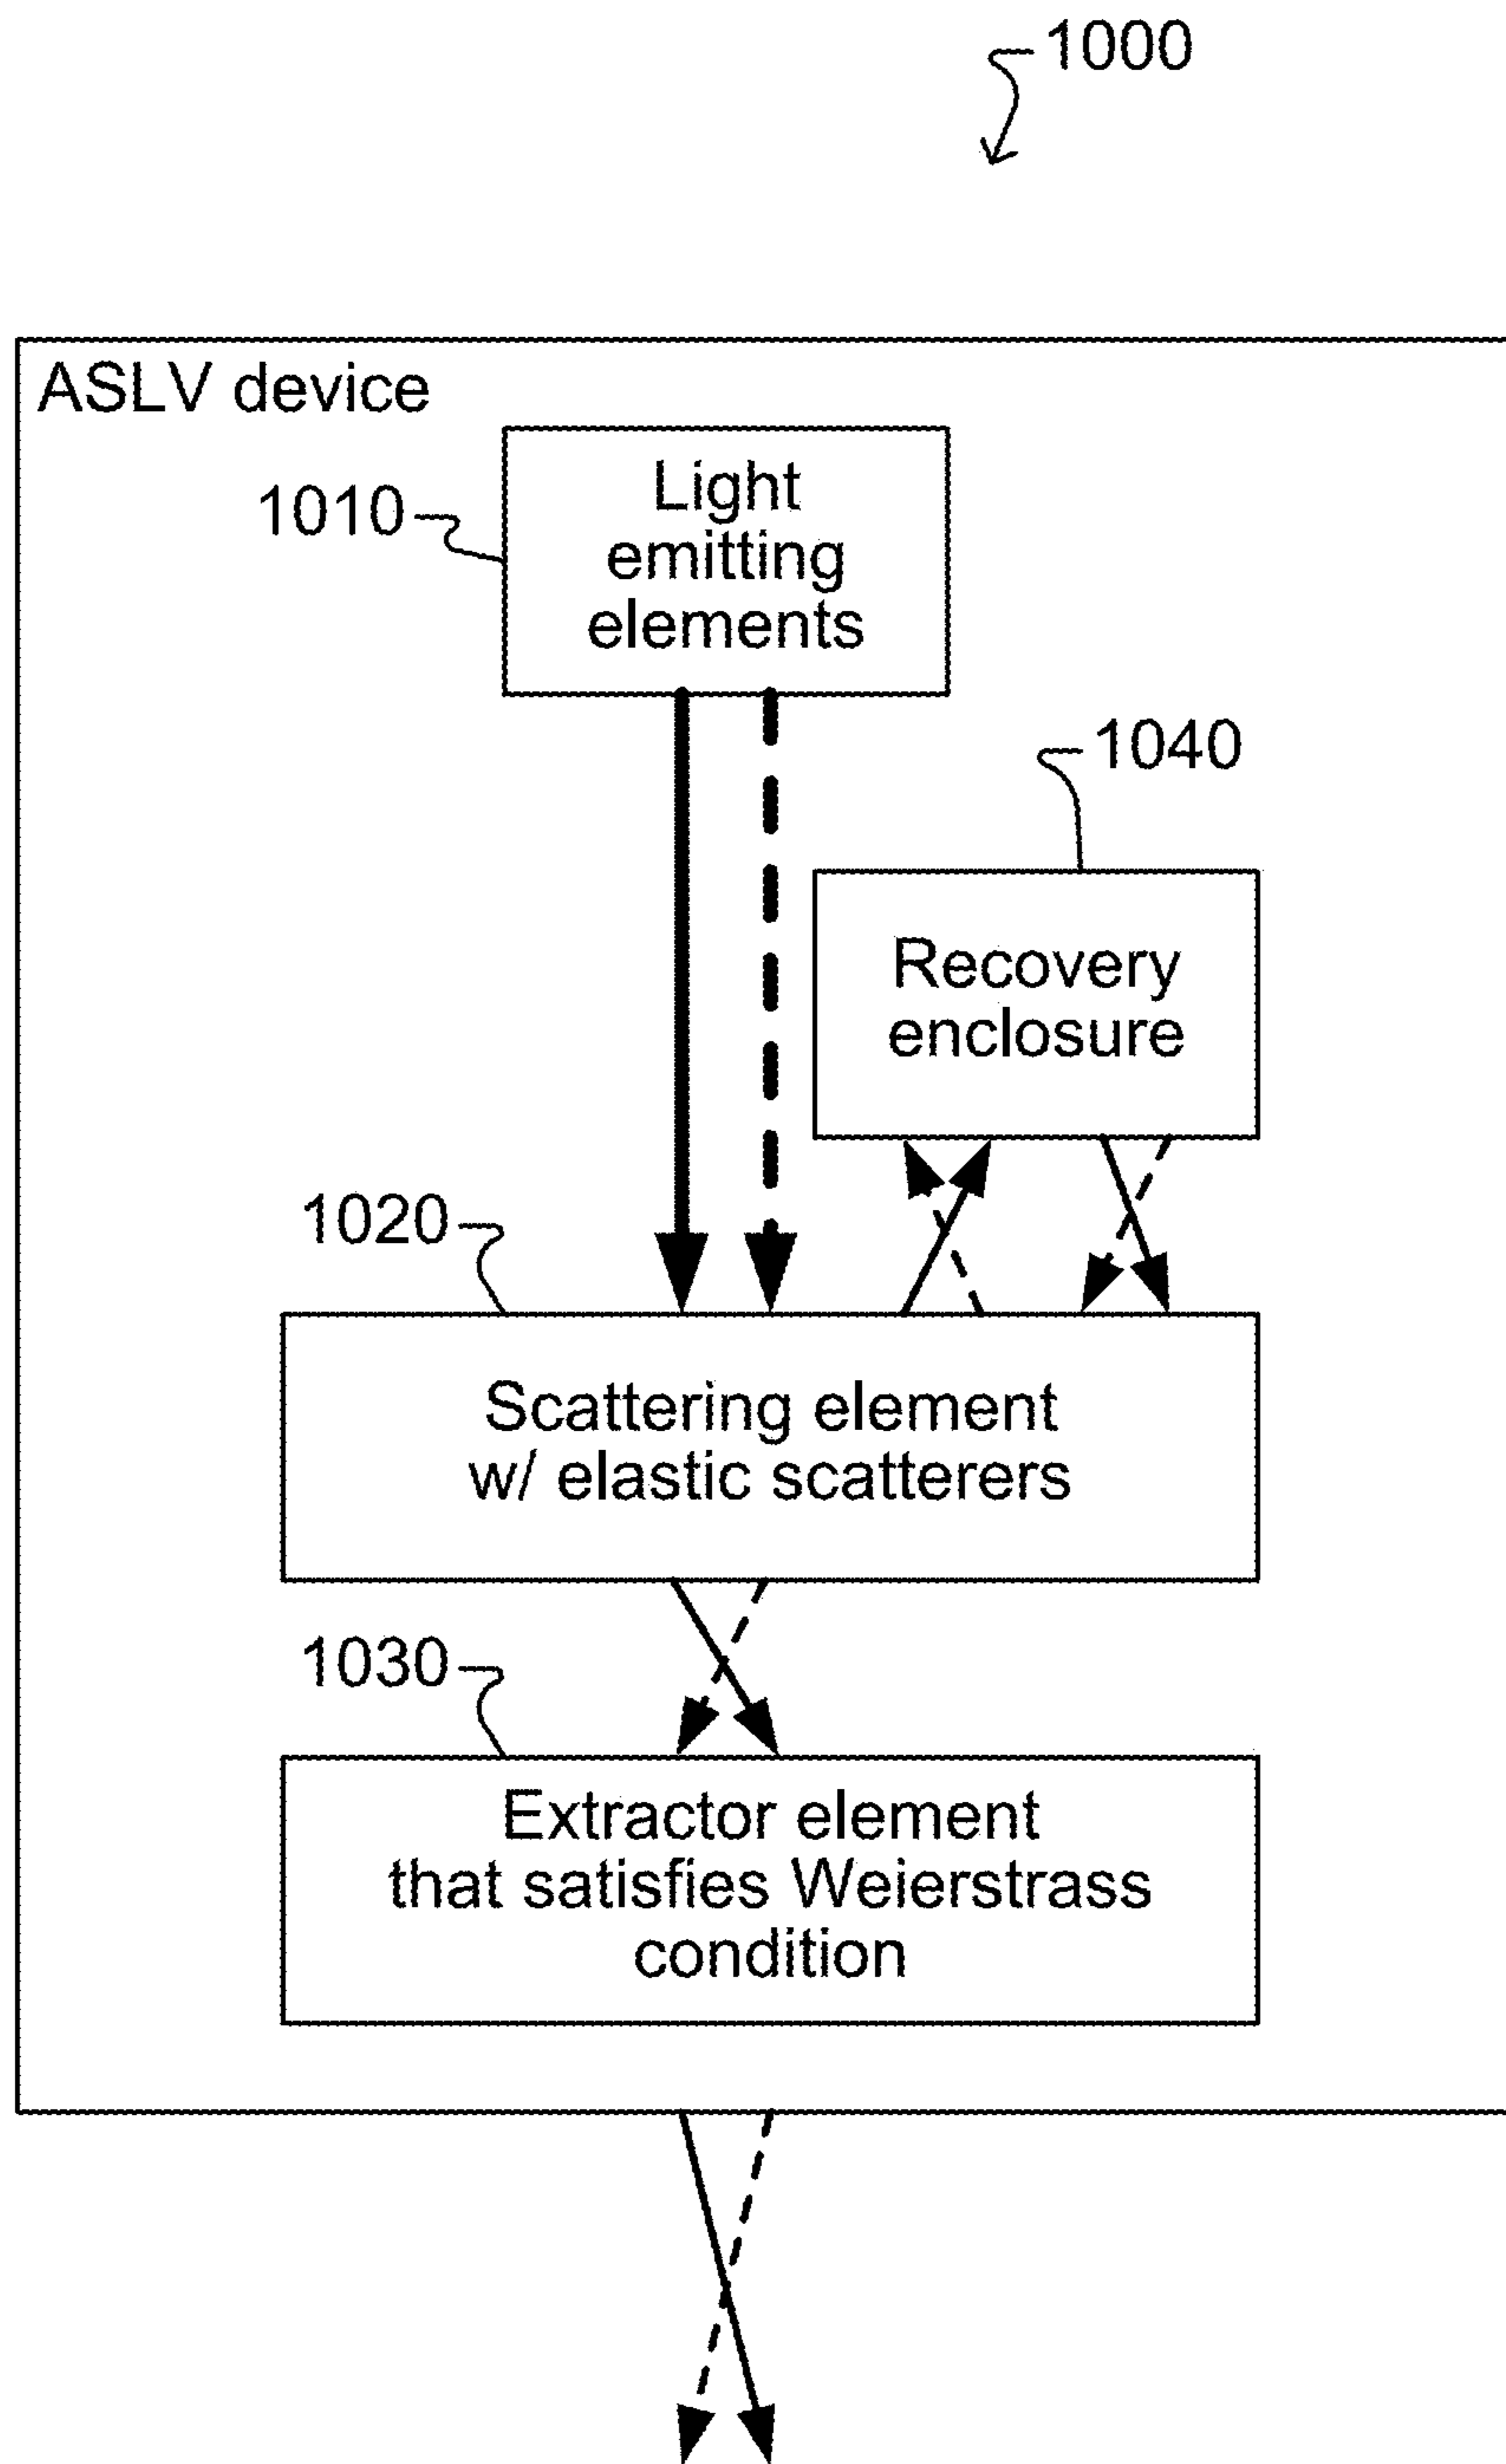 1000
ASLV device
1010
Light
emitting
elements
1040
Recovery
enclosure
1020
Scattering element
w/ elastic scatterers
1030
Extractor element
that satisfies Weierstrass
condition